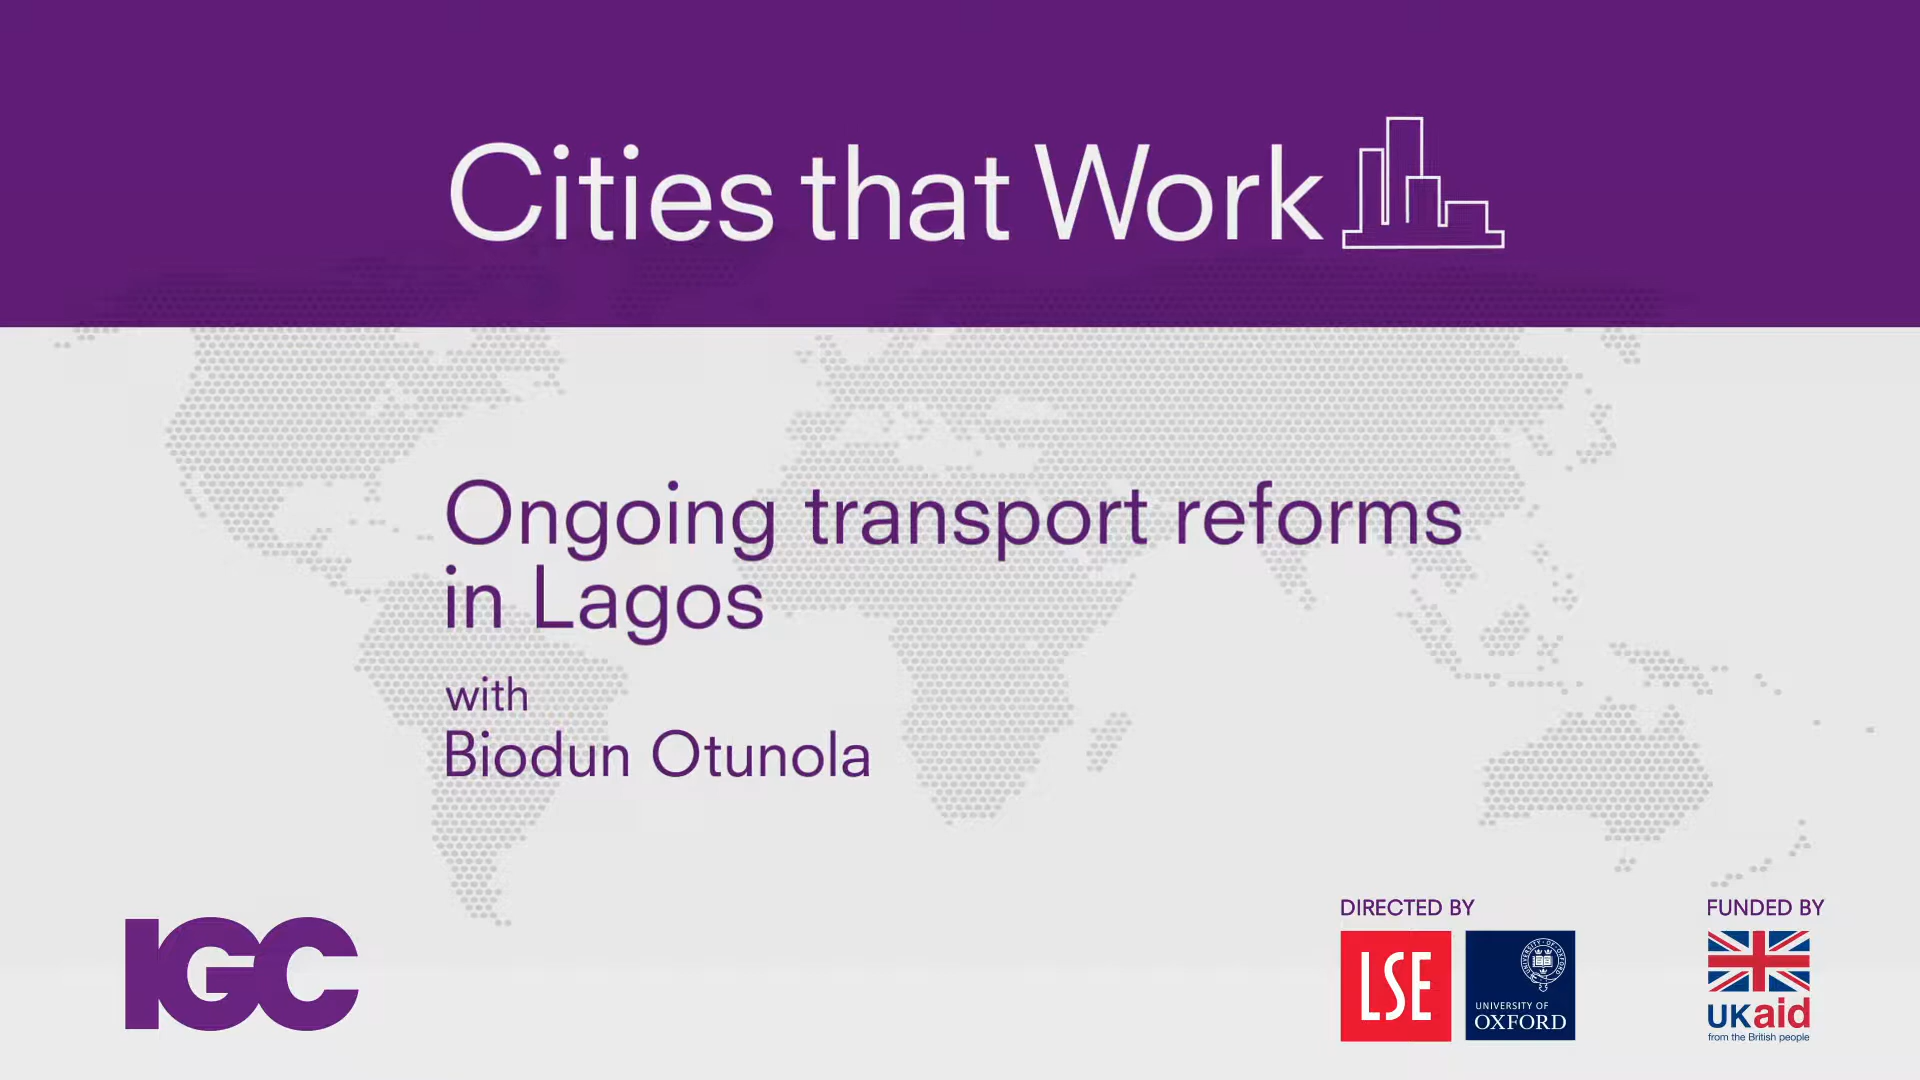 Cities that Work
Ongoing transport reforms
in Lagos
with
Biodun Otunola
IGC
DIRECTED BY
LSE
UNIVERSITY OF
OXFORD
FUNDED BY
UKaid
from the British people